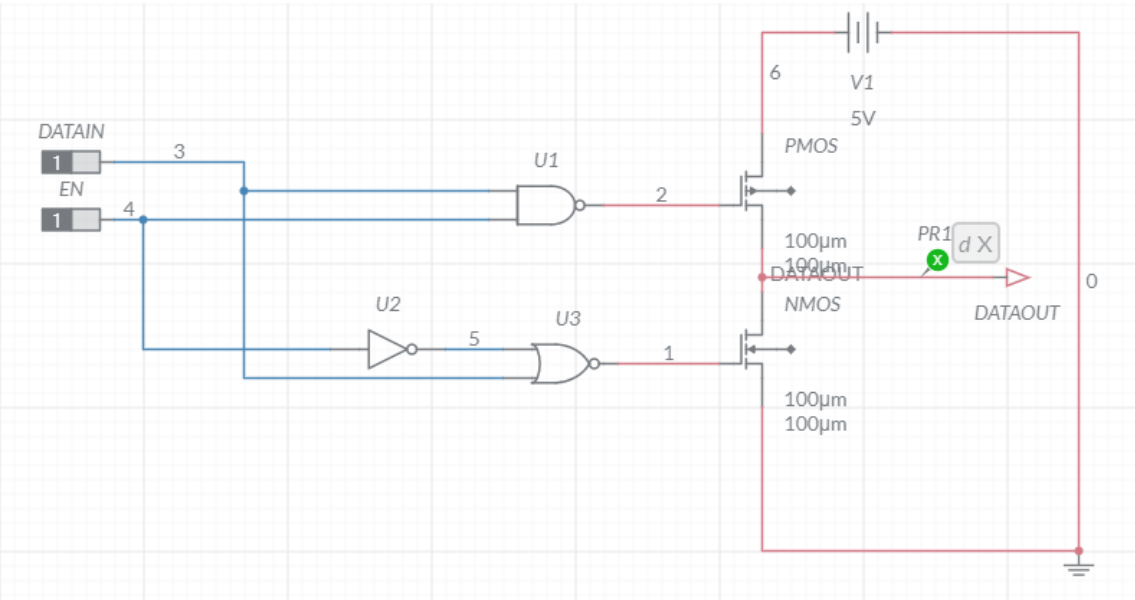 DATAIN
1
3
EN
1
4
U1
2
U2
5
U3
1
6
V1
5V
PMOS
100µm
100µm
DATAOUT
PR1
d X
X
0
DATAOUT
NMOS
100µm
100µm